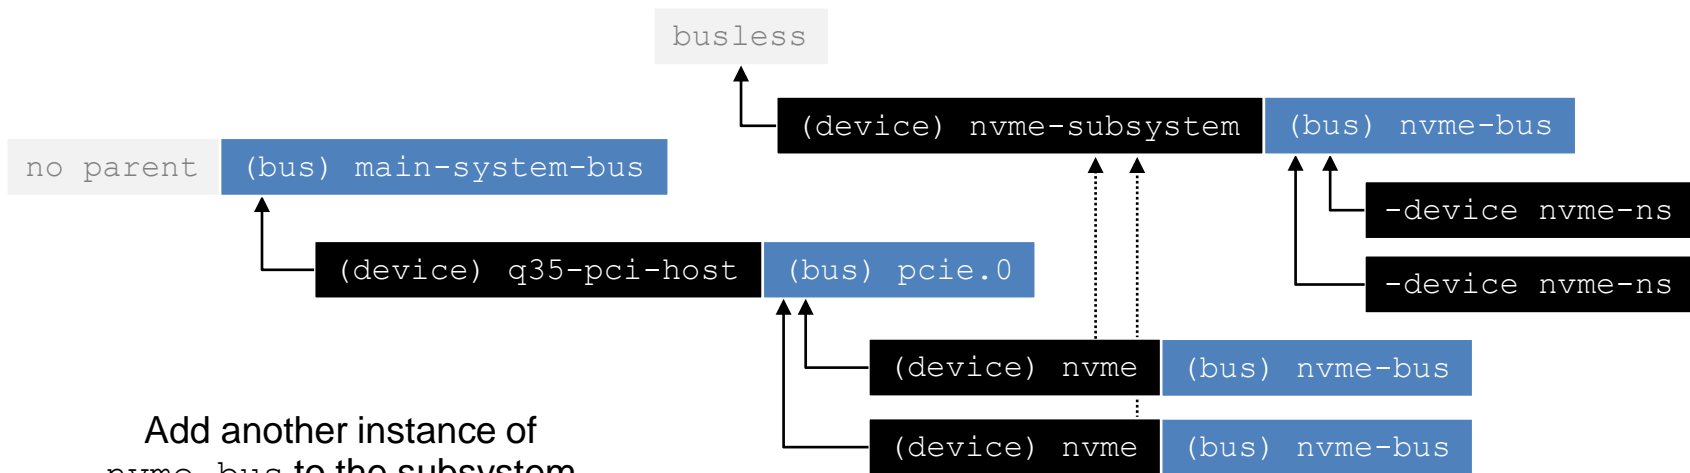 busless
(device) nvme-subsystem (bus) nvme-bus
no parent (bus) main-system-bus
-device nvme-ns
(device) q35-pci-host (bus) pcie.0
-device nvme-ns
(device) nvme (bus) nvme-bus
Add another instance of
(device) nvme (bus) nvme-bus
nvme-bus to the subsystem